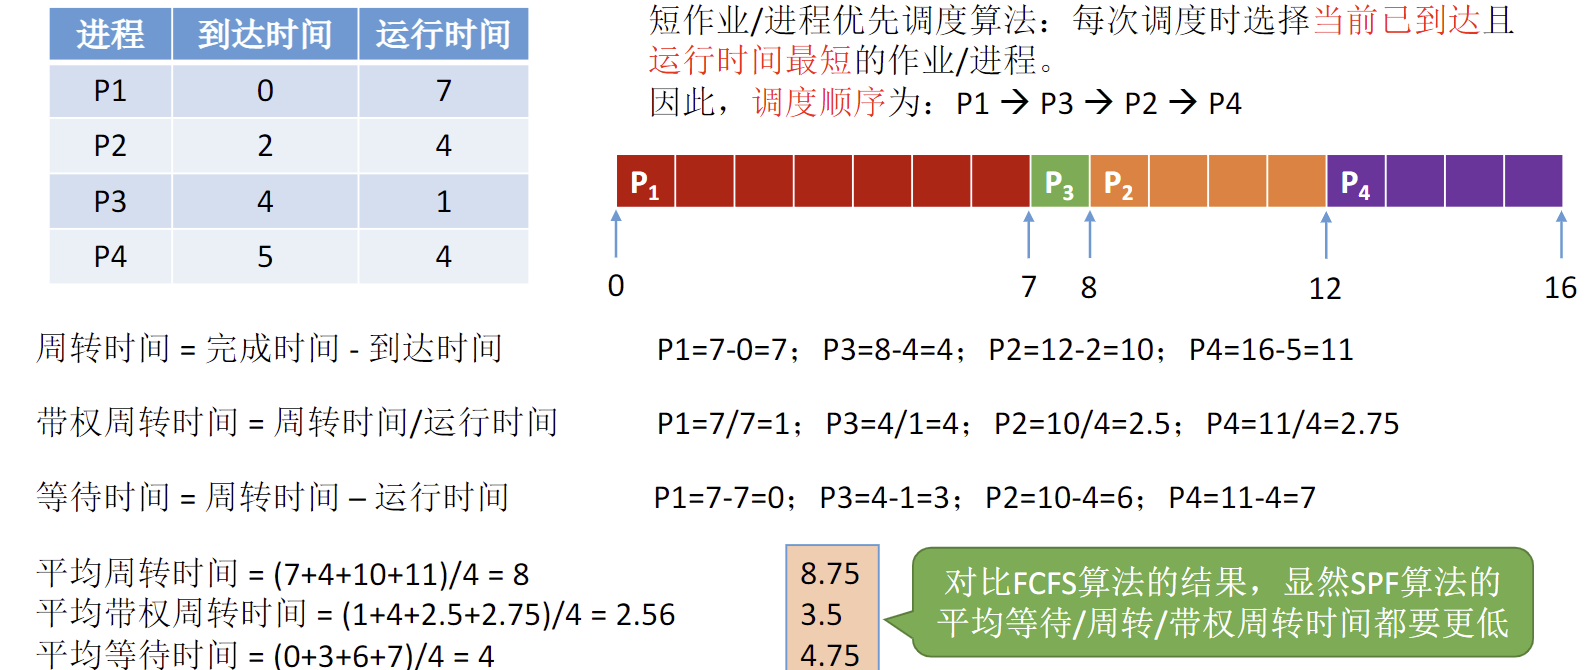 进程 到达时间 运行时间
P1 0 7
P2 2 4
P3 4 1
P4 5 4
短作业/进程优先调度算法：每次调度时选择当前已到达且
运行时间最短的作业/进程。
因此，调度顺序为：P1 → P3 → P2 → P4
P1 P3 P2 P4
0 7 8 12 16
周转时间 = 完成时间 - 到达时间
P1=7-0=7；P3=8-4=4；P2=12-2=10；P4=16-5=11
带权周转时间 = 周转时间/运行时间
P1=7/7=1；P3=4/1=4；P2=10/4=2.5；P4=11/4=2.75
等待时间 = 周转时间 – 运行时间
P1=7-7=0；P3=4-1=3；P2=10-4=6；P4=11-4=7
平均周转时间 = (7+4+10+11)/4 = 8
平均带权周转时间 = (1+4+2.5+2.75)/4 = 2.56
平均等待时间 = (0+3+6+7)/4 = 4
8.75
3.5
4.75
对比FCFS算法的结果，显然SPF算法的
平均等待/周转/带权周转时间都要更低